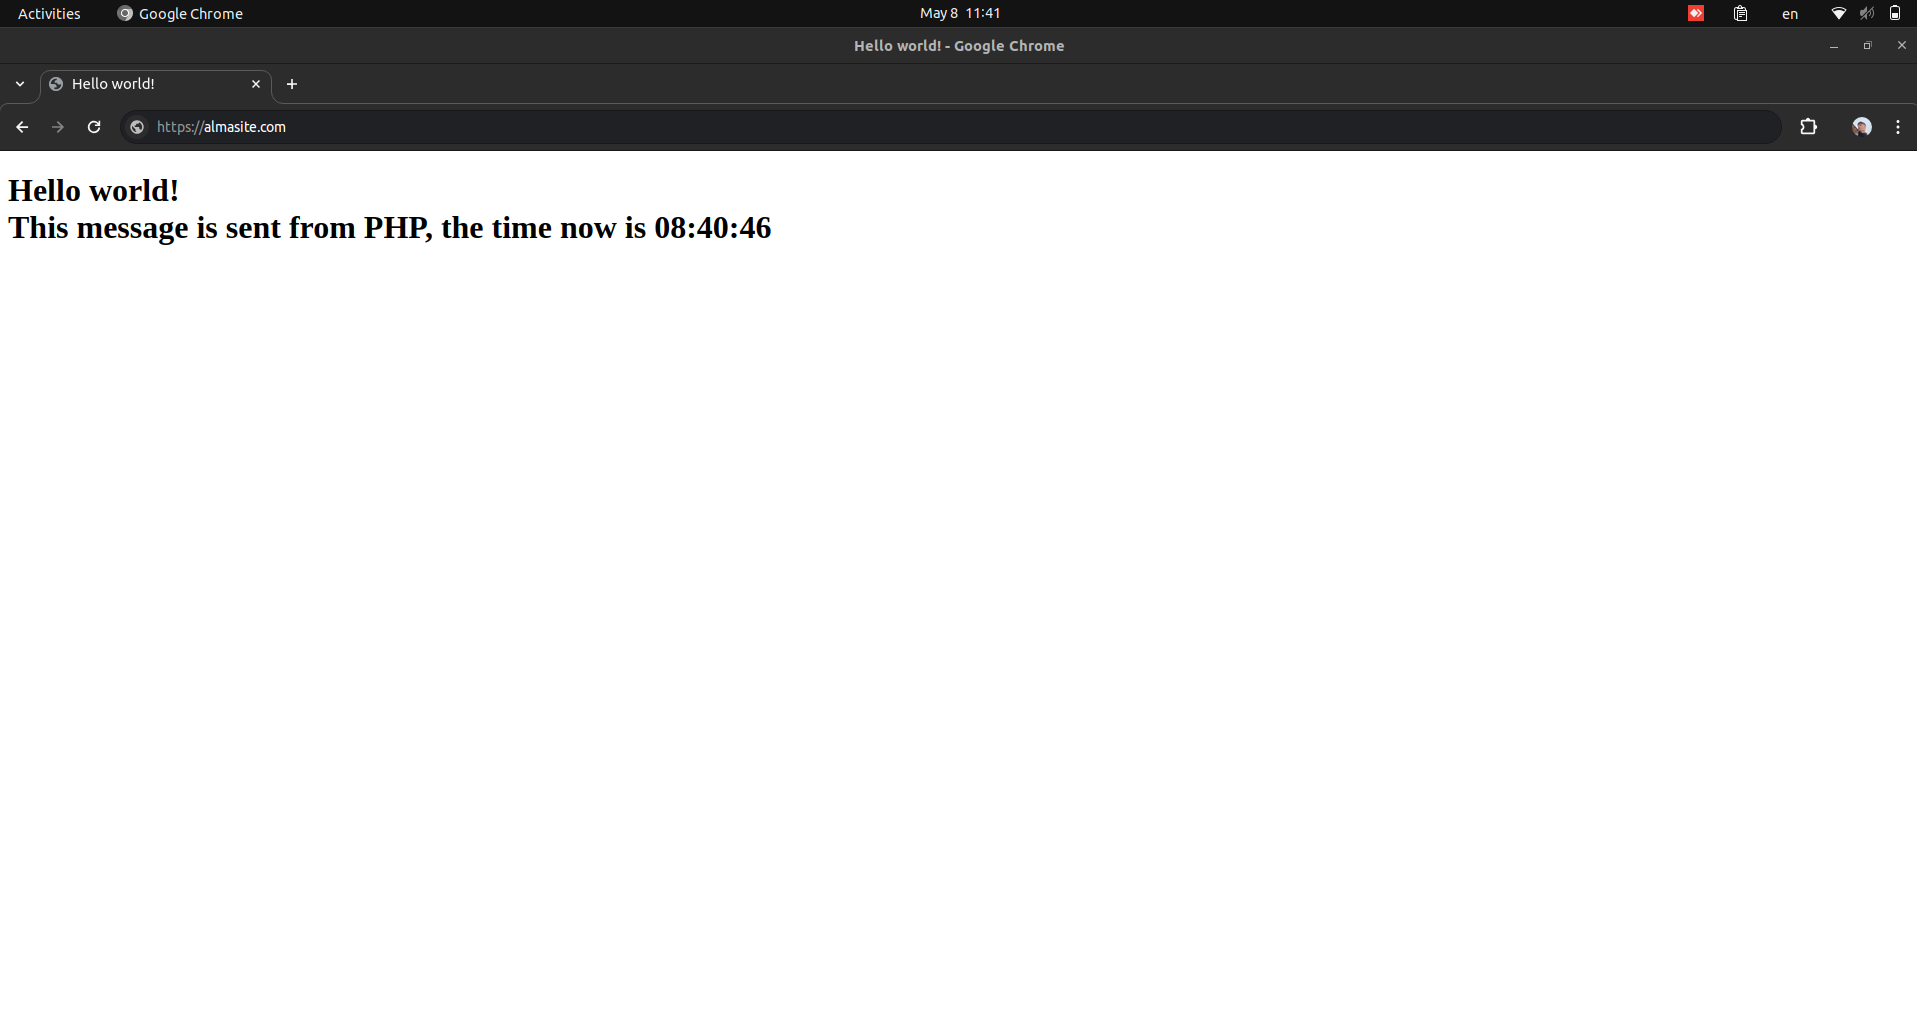 Activities Google Chrome May 8 11:41 en
Hello world! - Google Chrome
Hello world!
https://almasite.com
Hello world!
This message is sent from PHP, the time now is 08:40:46